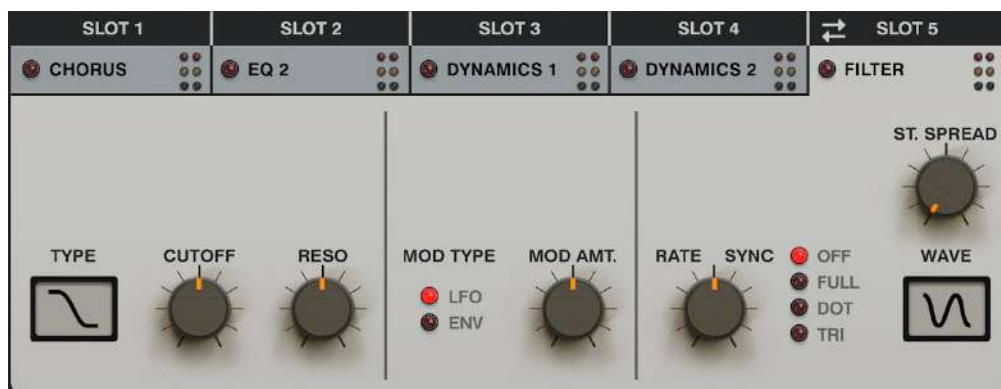 SLOT 1 SLOT 2 SLOT 3 SLOT 4 SLOT 5
CHORUS EQ 2 DYNAMICS 1 DYNAMICS 2 FILTER
ST. SPREAD
TYPE CUTOFF RESO MOD TYPE MOD AMT. RATE SYNC OFF WAVE
FULL
LFO
DOT
ENV
TRI